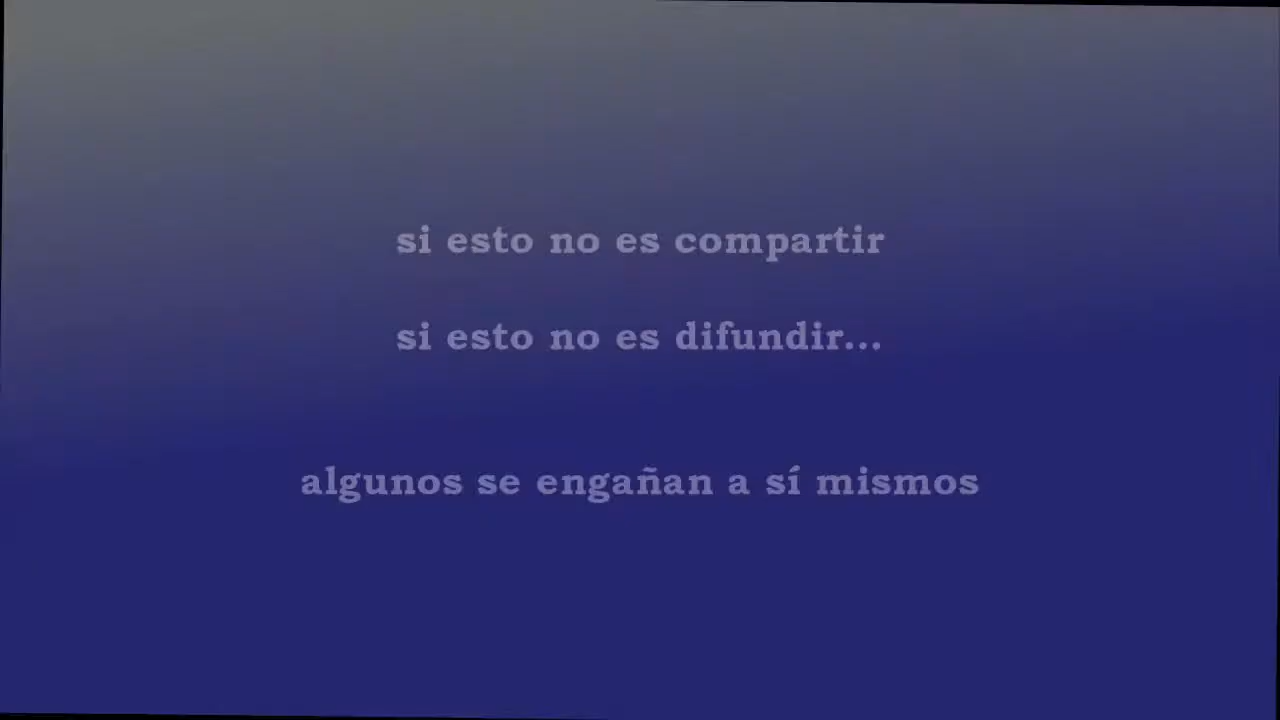 si esto no es compartir
si esto no es difundir...
algunos se engañan a sí mismos